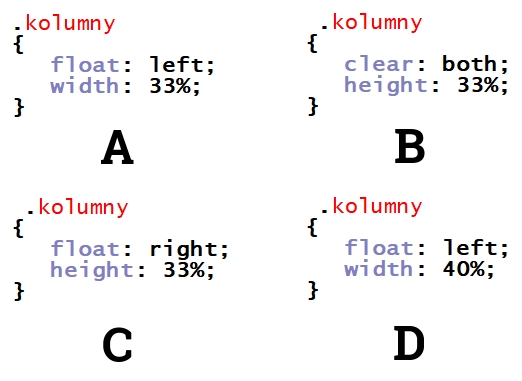 .kolumny
{
   float: left;
   width: 33%;
}
A
.kolumny
{
   clear: both;
   height: 33%;
}
B
.kolumny
{
   float: right;
   height: 33%;
}
C
.kolumny
{
   float: left;
   width: 40%;
}
D